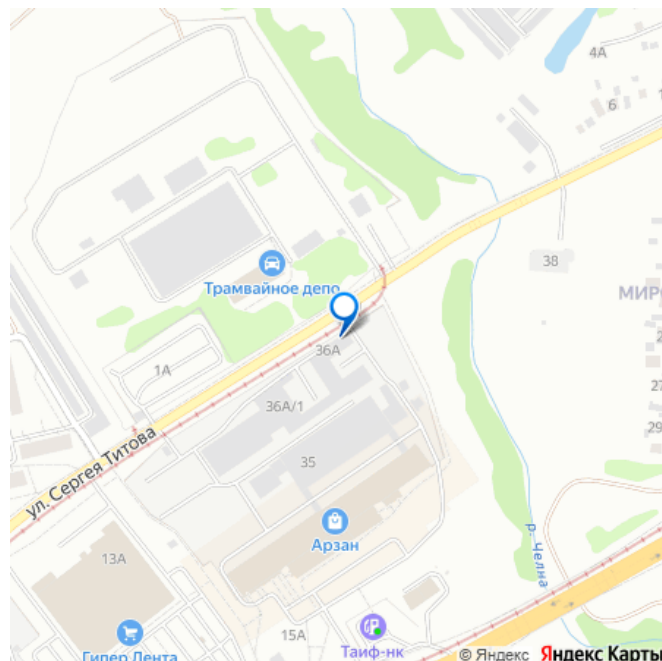 4А
6
Трамвайное депо
38
МИРО
1А
36А
36А/1
27
29
ул. Сергея Титова
35
Арзан
13А
р. Челна
15А
Гипер Лента
Таиф-нк
© Яндекс Яндекс Карты